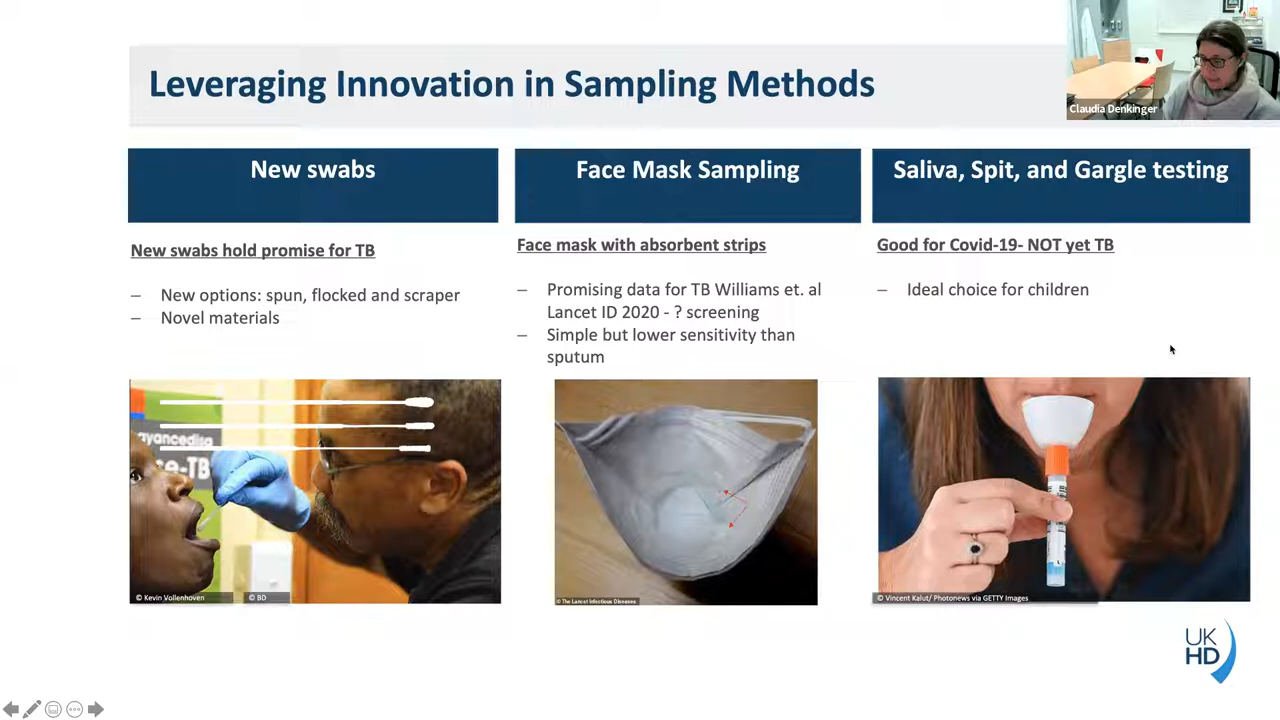 Leveraging Innovation in Sampling Methods
Claudia Denkinger
New swabs
New swabs hold promise for TB
– New options: spun, flocked and scraper
– Novel materials
ayancedisa
se-TB
© Kevin Vollenhoven
© BD
Face Mask Sampling
Face mask with absorbent strips
– Promising data for TB Williams et. al
Lancet ID 2020 - ? screening
– Simple but lower sensitivity than
sputum
© The Lancet Infectious Diseases
Saliva, Spit, and Gargle testing
Good for Covid-19- NOT yet TB
– Ideal choice for children
© Vincent Kalut/ Photonews via GETTY Images
UK
HD